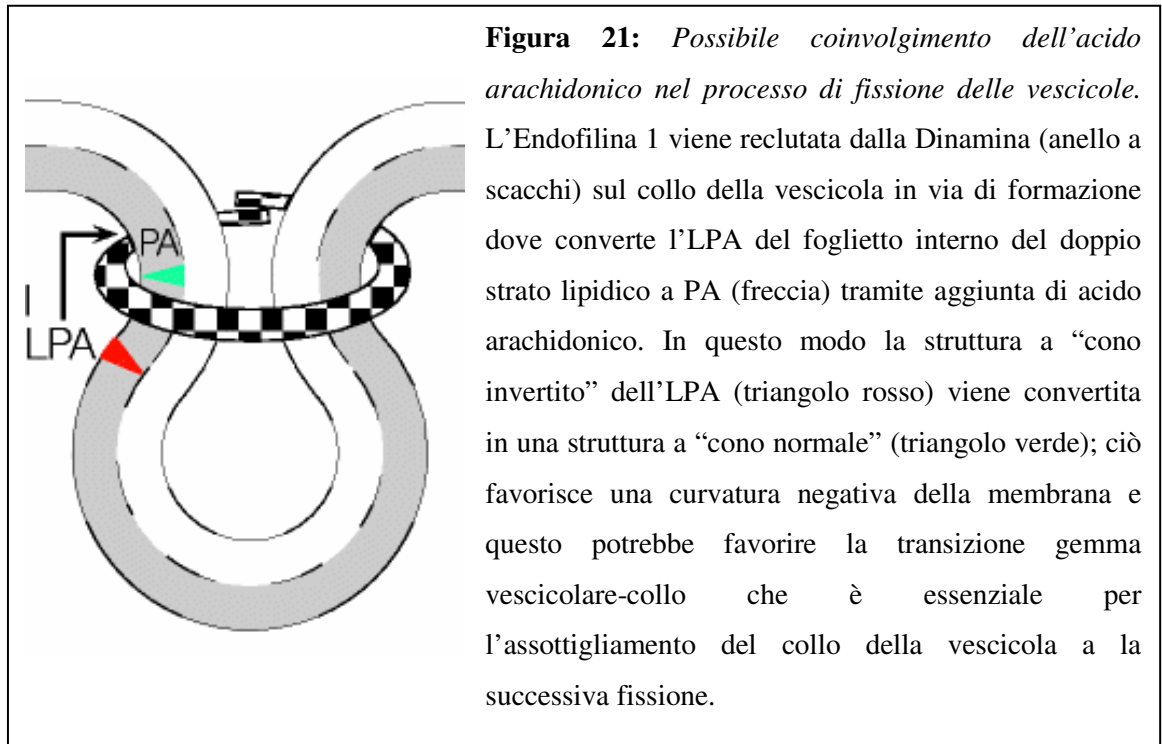 Figura 21: Possibile coinvolgimento dell’acido
arachidonico nel processo di fissione delle vescicole.
L’Endofilina 1 viene reclutata dalla Dinamina (anello a
scacchi) sul collo della vescicola in via di formazione
dove converte l’LPA del foglietto interno del doppio
strato lipidico a PA (freccia) tramite aggiunta di acido
arachidonico. In questo modo la struttura a “cono
invertito” dell’LPA (triangolo rosso) viene convertita
in una struttura a “cono normale” (triangolo verde); ciò
favorisce una curvatura negativa della membrana e
questo potrebbe favorire la transizione gemma
vescicolare-collo che è essenziale per
l’assottigliamento del collo della vescicola a la
successiva fissione.
PA
LPA